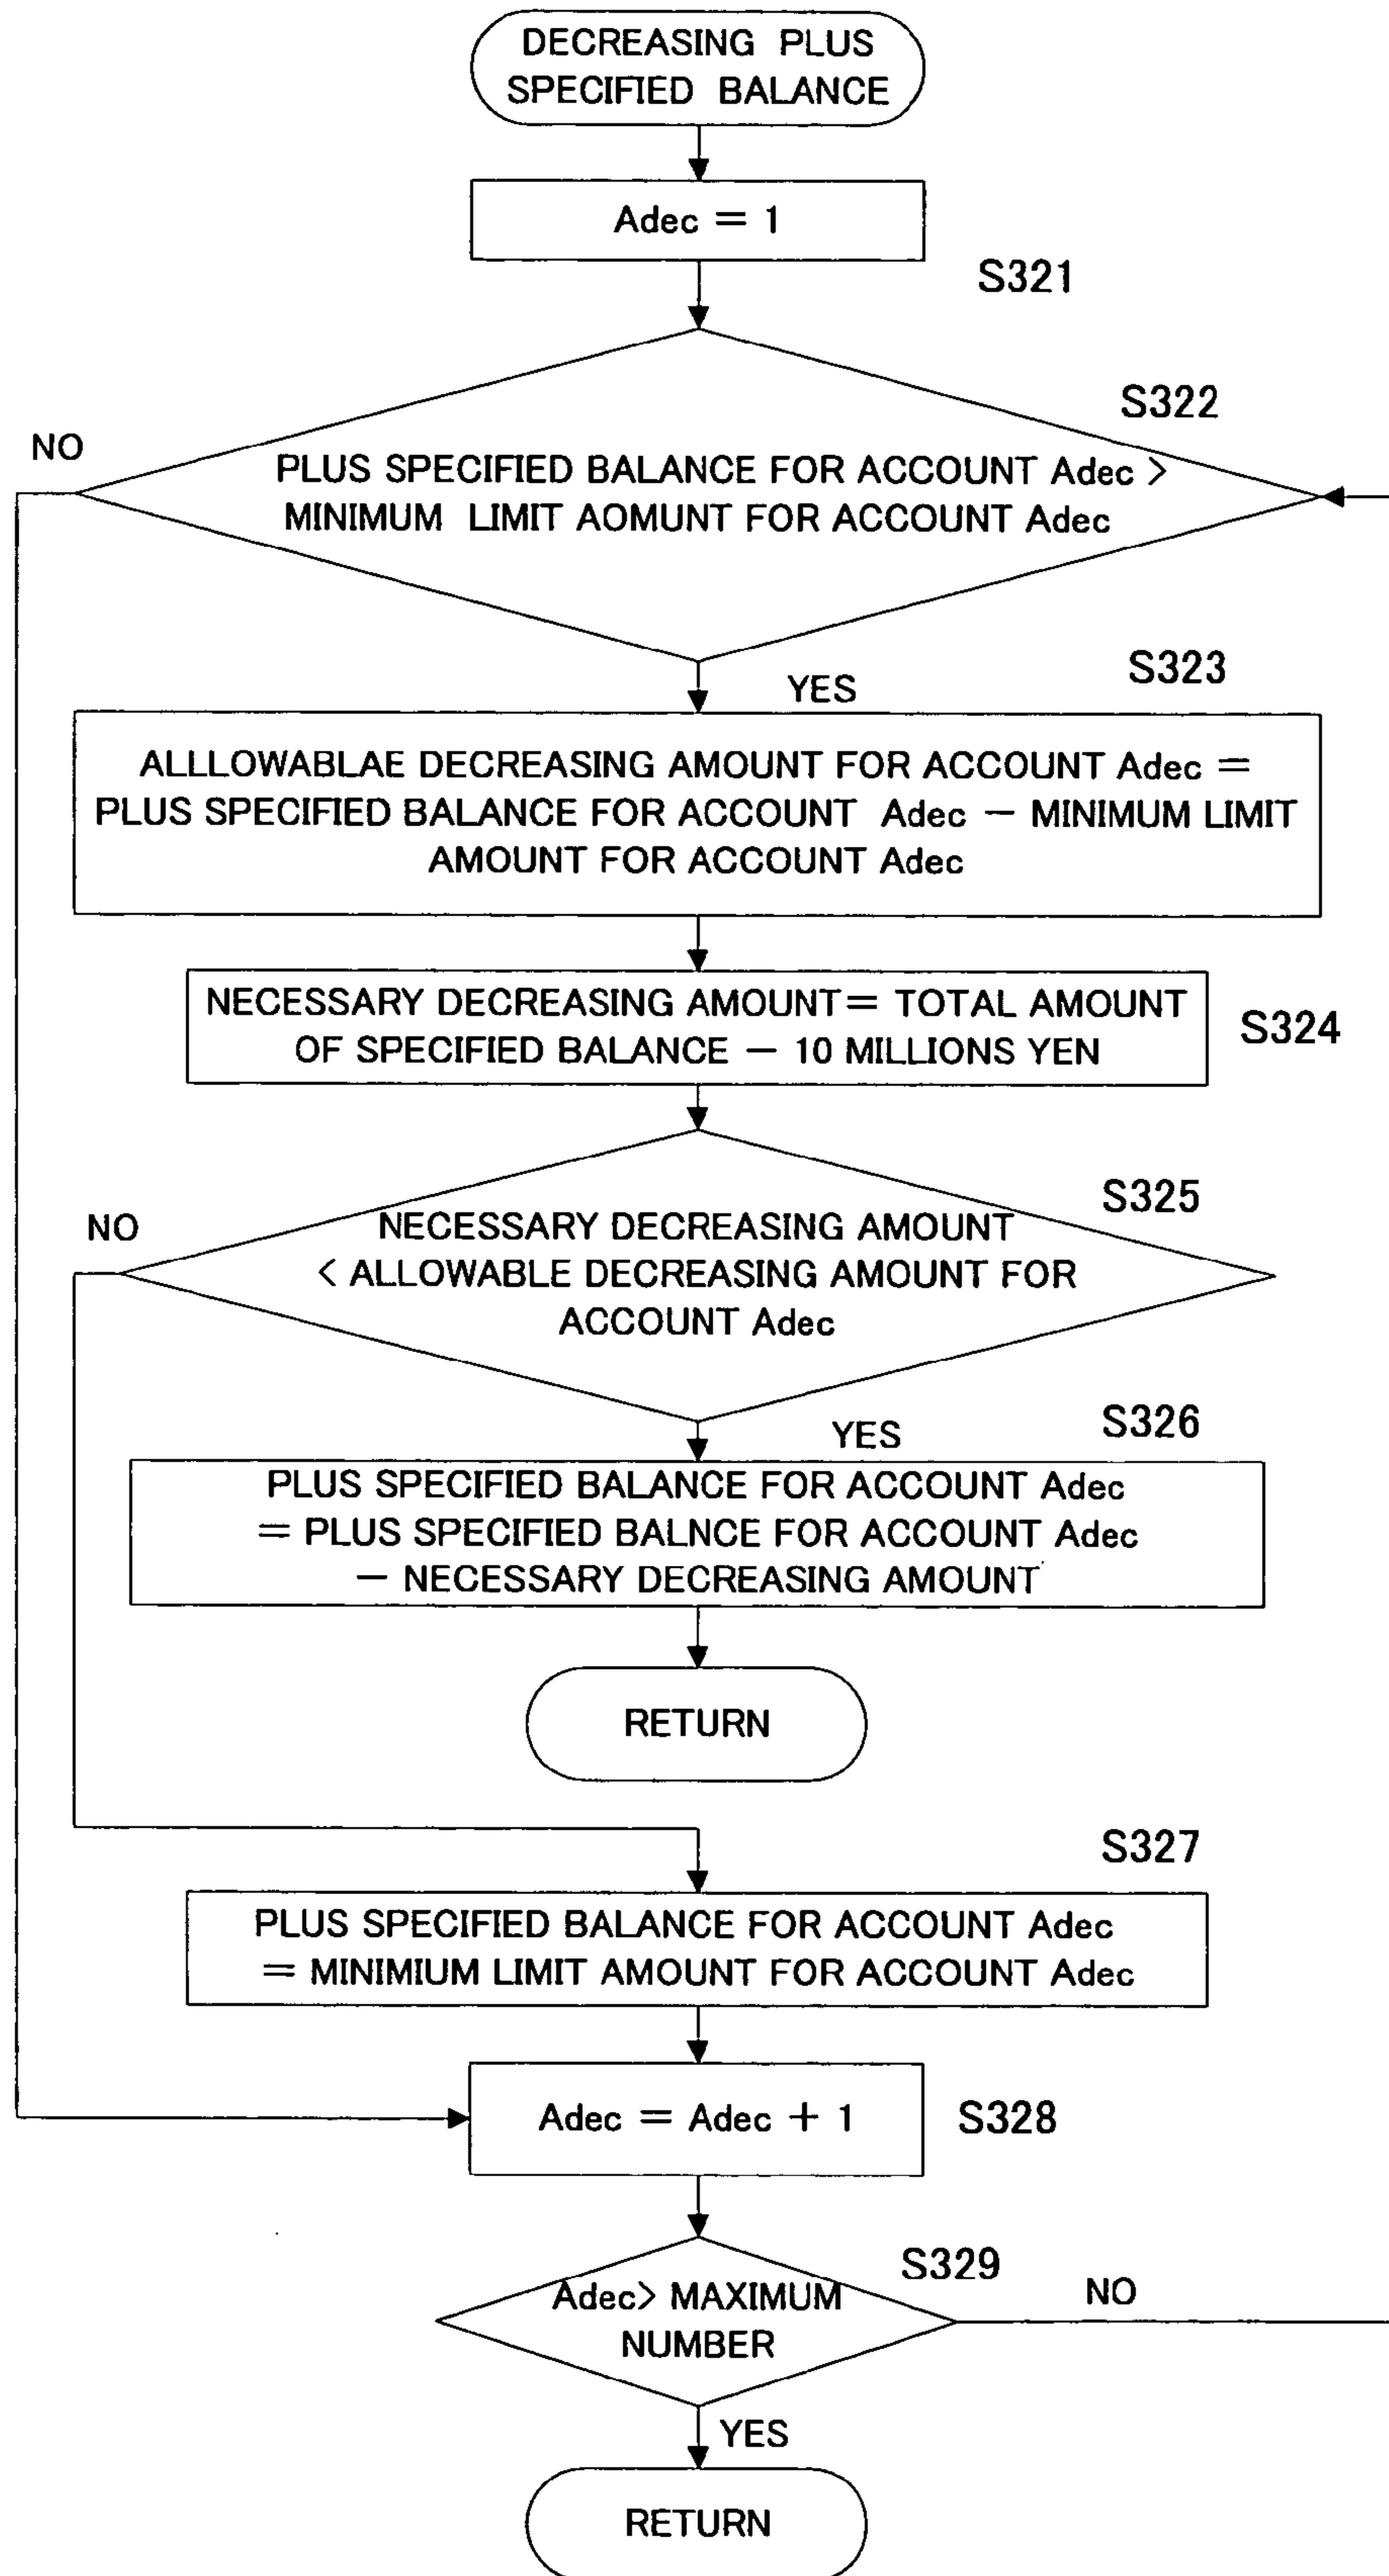 DECREASING PLUS
SPECIFIED BALANCE
Adec = 1
S321
S322
NO
PLUS SPECIFIED BALANCE FOR ACCOUNT Adec >
MINIMUM LIMIT AOMUNT FOR ACCOUNT Adec
S323
YES
ALLLOWABLAE DECREASING AMOUNT FOR ACCOUNT Adec =
PLUS SPECIFIED BALANCE FOR ACCOUNT Adec − MINIMUM LIMIT
AMOUNT FOR ACCOUNT Adec
NECESSARY DECREASING AMOUNT= TOTAL AMOUNT
OF SPECIFIED BALANCE − 10 MILLIONS YEN
S324
S325
NO
NECESSARY DECREASING AMOUNT
< ALLOWABLE DECREASING AMOUNT FOR
ACCOUNT Adec
S326
YES
PLUS SPECIFIED BALANCE FOR ACCOUNT Adec
= PLUS SPECIFIED BALNCE FOR ACCOUNT Adec
− NECESSARY DECREASING AMOUNT
RETURN
S327
PLUS SPECIFIED BALANCE FOR ACCOUNT Adec
= MINIMIUM LIMIT AMOUNT FOR ACCOUNT Adec
Adec = Adec + 1
S328
S329
Adec> MAXIMUM
NUMBER
NO
YES
RETURN